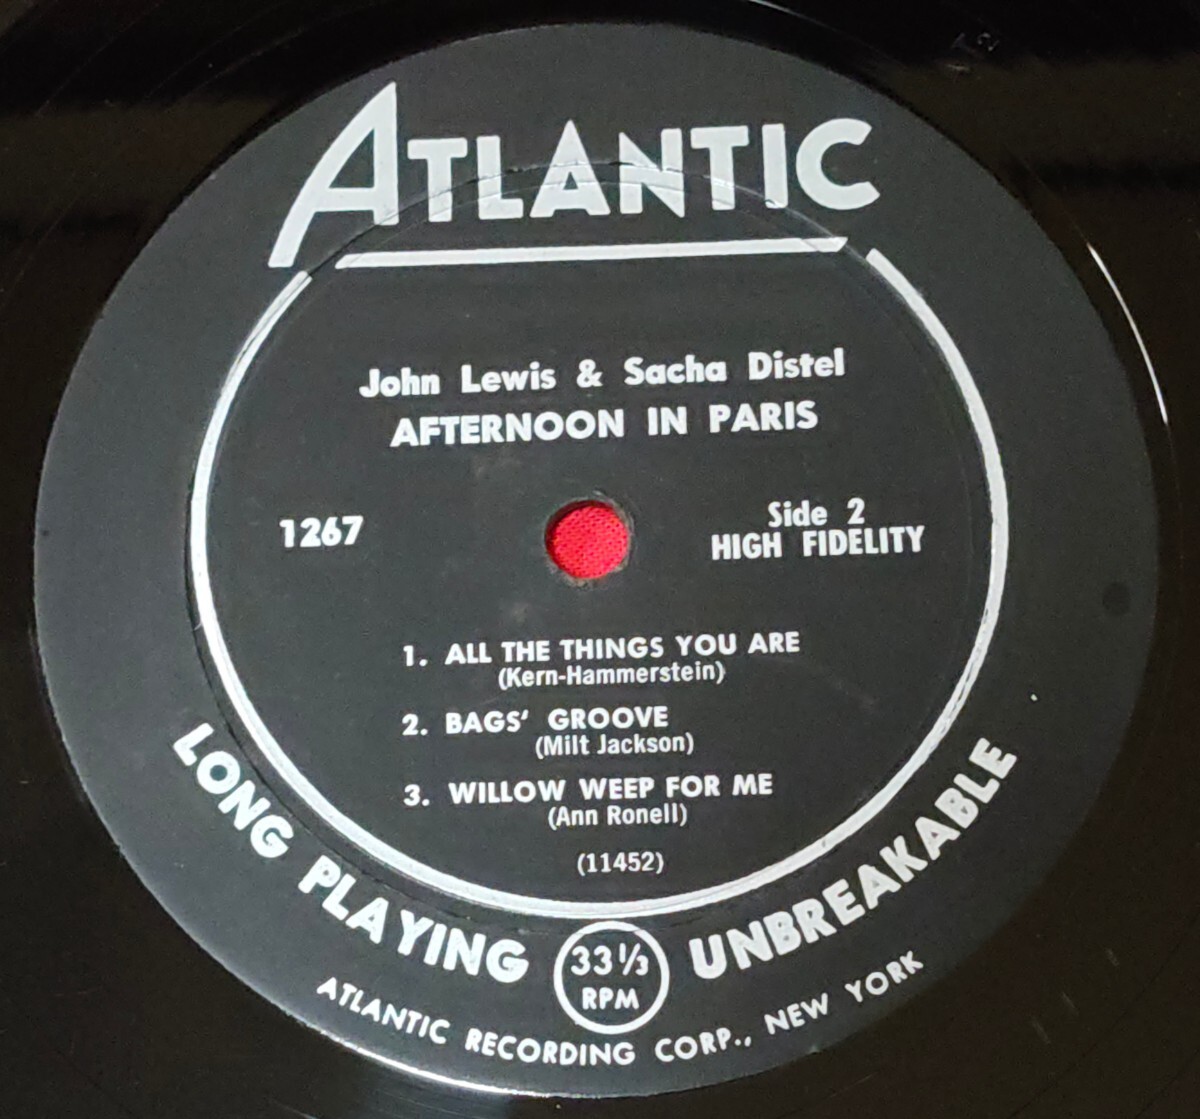 ATLANTIC
John Lewis & Sacha Distel
AFTERNOON IN PARIS
1267
Side 2
HIGH FIDELITY
1. ALL THE THINGS YOU ARE
(Kern-Hammerstein)
2. BAGS' GROOVE
(Milt Jackson)
3. WILLOW WEEP FOR ME
(Ann Ronell)
(11452)
LONG PLAYING 33 1/3 RPM UNBREAKABLE
ATLANTIC RECORDING CORP., NEW YORK